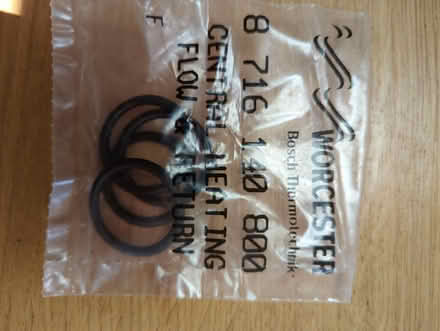 WORCESTER
Bosch Thermotechnik
8 716 140 800
CENTRAL HEATING
FLOW & RETURN
F